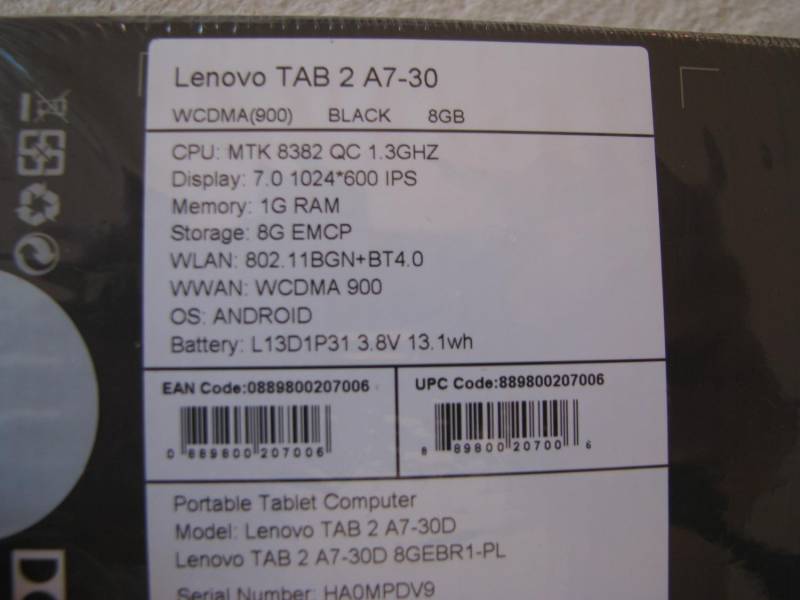 Lenovo TAB 2 A7-30
WCDMA(900) BLACK 8GB
CPU: MTK 8382 QC 1.3GHZ
Display: 7.0 1024*600 IPS
Memory: 1G RAM
Storage: 8G EMCP
WLAN: 802.11BGN+BT4.0
WWAN: WCDMA 900
OS: ANDROID
Battery: L13D1P31 3.8V 13.1wh
EAN Code:0889800207006
0 889800 207006
UPC Code:889800207006
8 89800 20700 6
Portable Tablet Computer
Model: Lenovo TAB 2 A7-30D
Lenovo TAB 2 A7-30D 8GEBR1-PL
Serial Number: HA0MPDV9